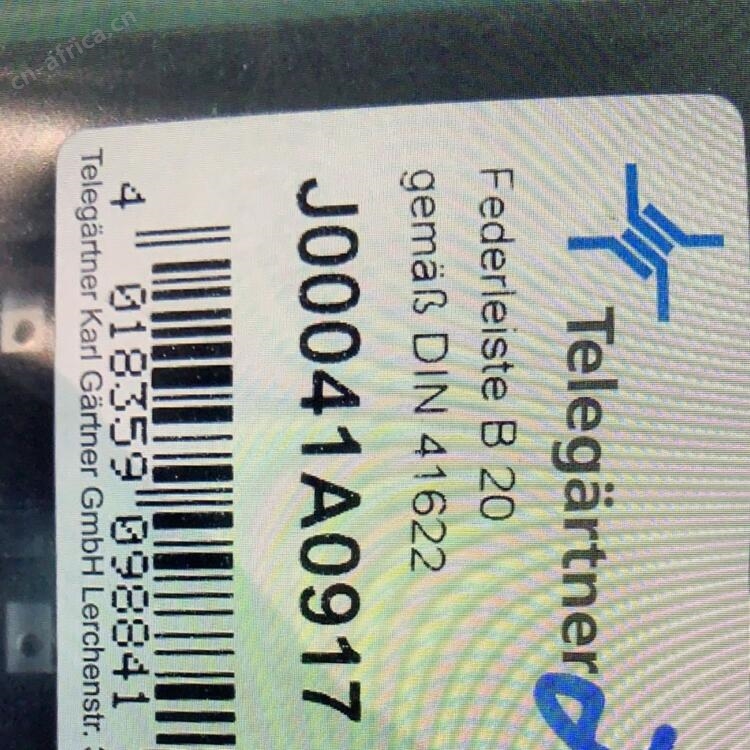 cn-africa.cn
Telegärtner
Federleiste B 20
gemäß DIN 41622
J00041A0917
4 018359 098841
Telegärtner Karl Gärtner GmbH Lerchenstr.